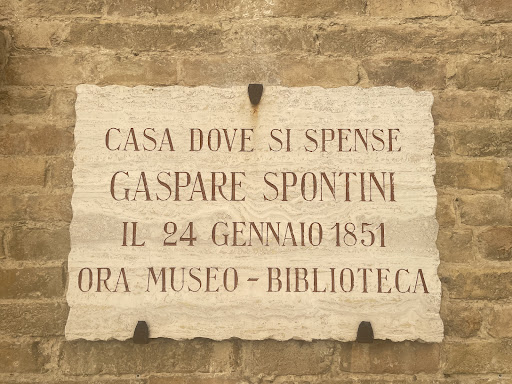 CASA DOVE SI SPENSE
GASPARE SPONTINI
IL 24 GENNAIO 1851
ORA MUSEO - BIBLIOTECA